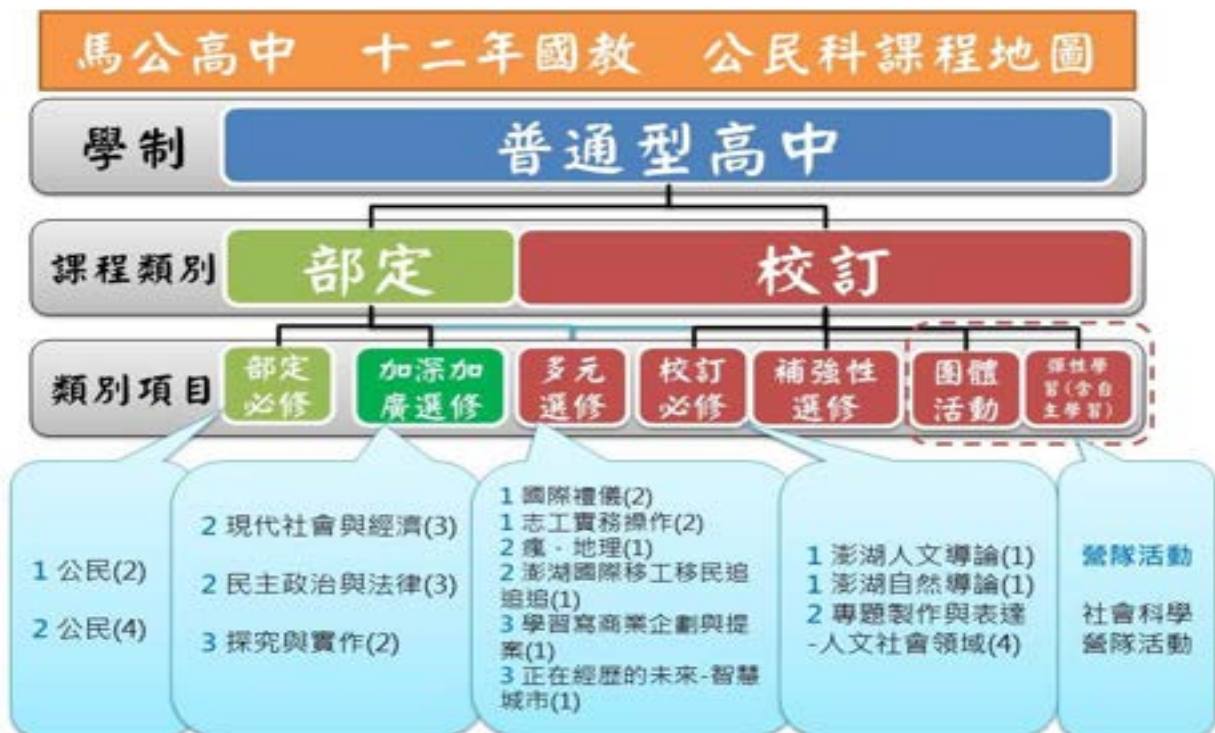 馬公高中 十二年國教 公民科課程地圖
學制
普通型高中
課程類別
部定
校訂
類別項目
部定
必修
加深加
廣選修
多元
選修
校訂
必修
補強性
選修
團體
活動
彈性學
習(含自
主學習)
1 公民(2)
2 公民(4)
2 現代社會與經濟(3)
2 民主政治與法律(3)
3 探究與實作(2)
1 國際禮儀(2)
1 志工實務操作(2)
2 瘋‧地理(1)
2 澎湖國際移工移民追
追追(1)
3 學習寫商業企劃與提
案(1)
3 正在經歷的未來-智慧
城市(1)
1 澎湖人文導論(1)
1 澎湖自然導論(1)
2 專題製作與表達
-人文社會領域(4)
營隊活動
社會科學
營隊活動